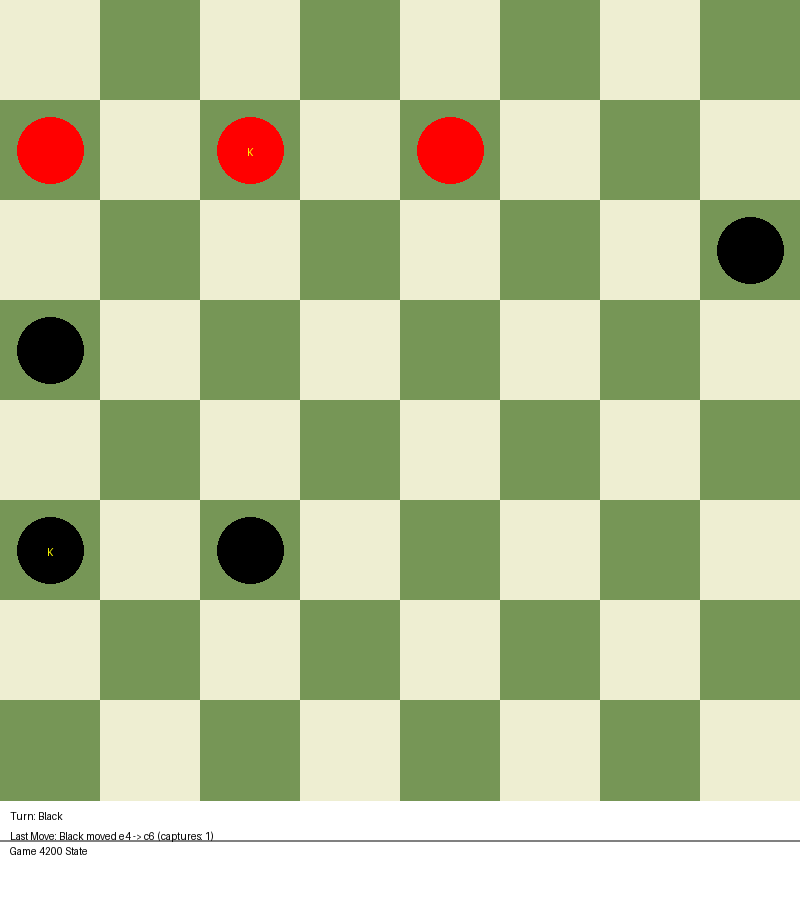 K
K
Turn: Black
Last Move: Black moved e4 -> c6 (captures: 1)
Game 4200 State